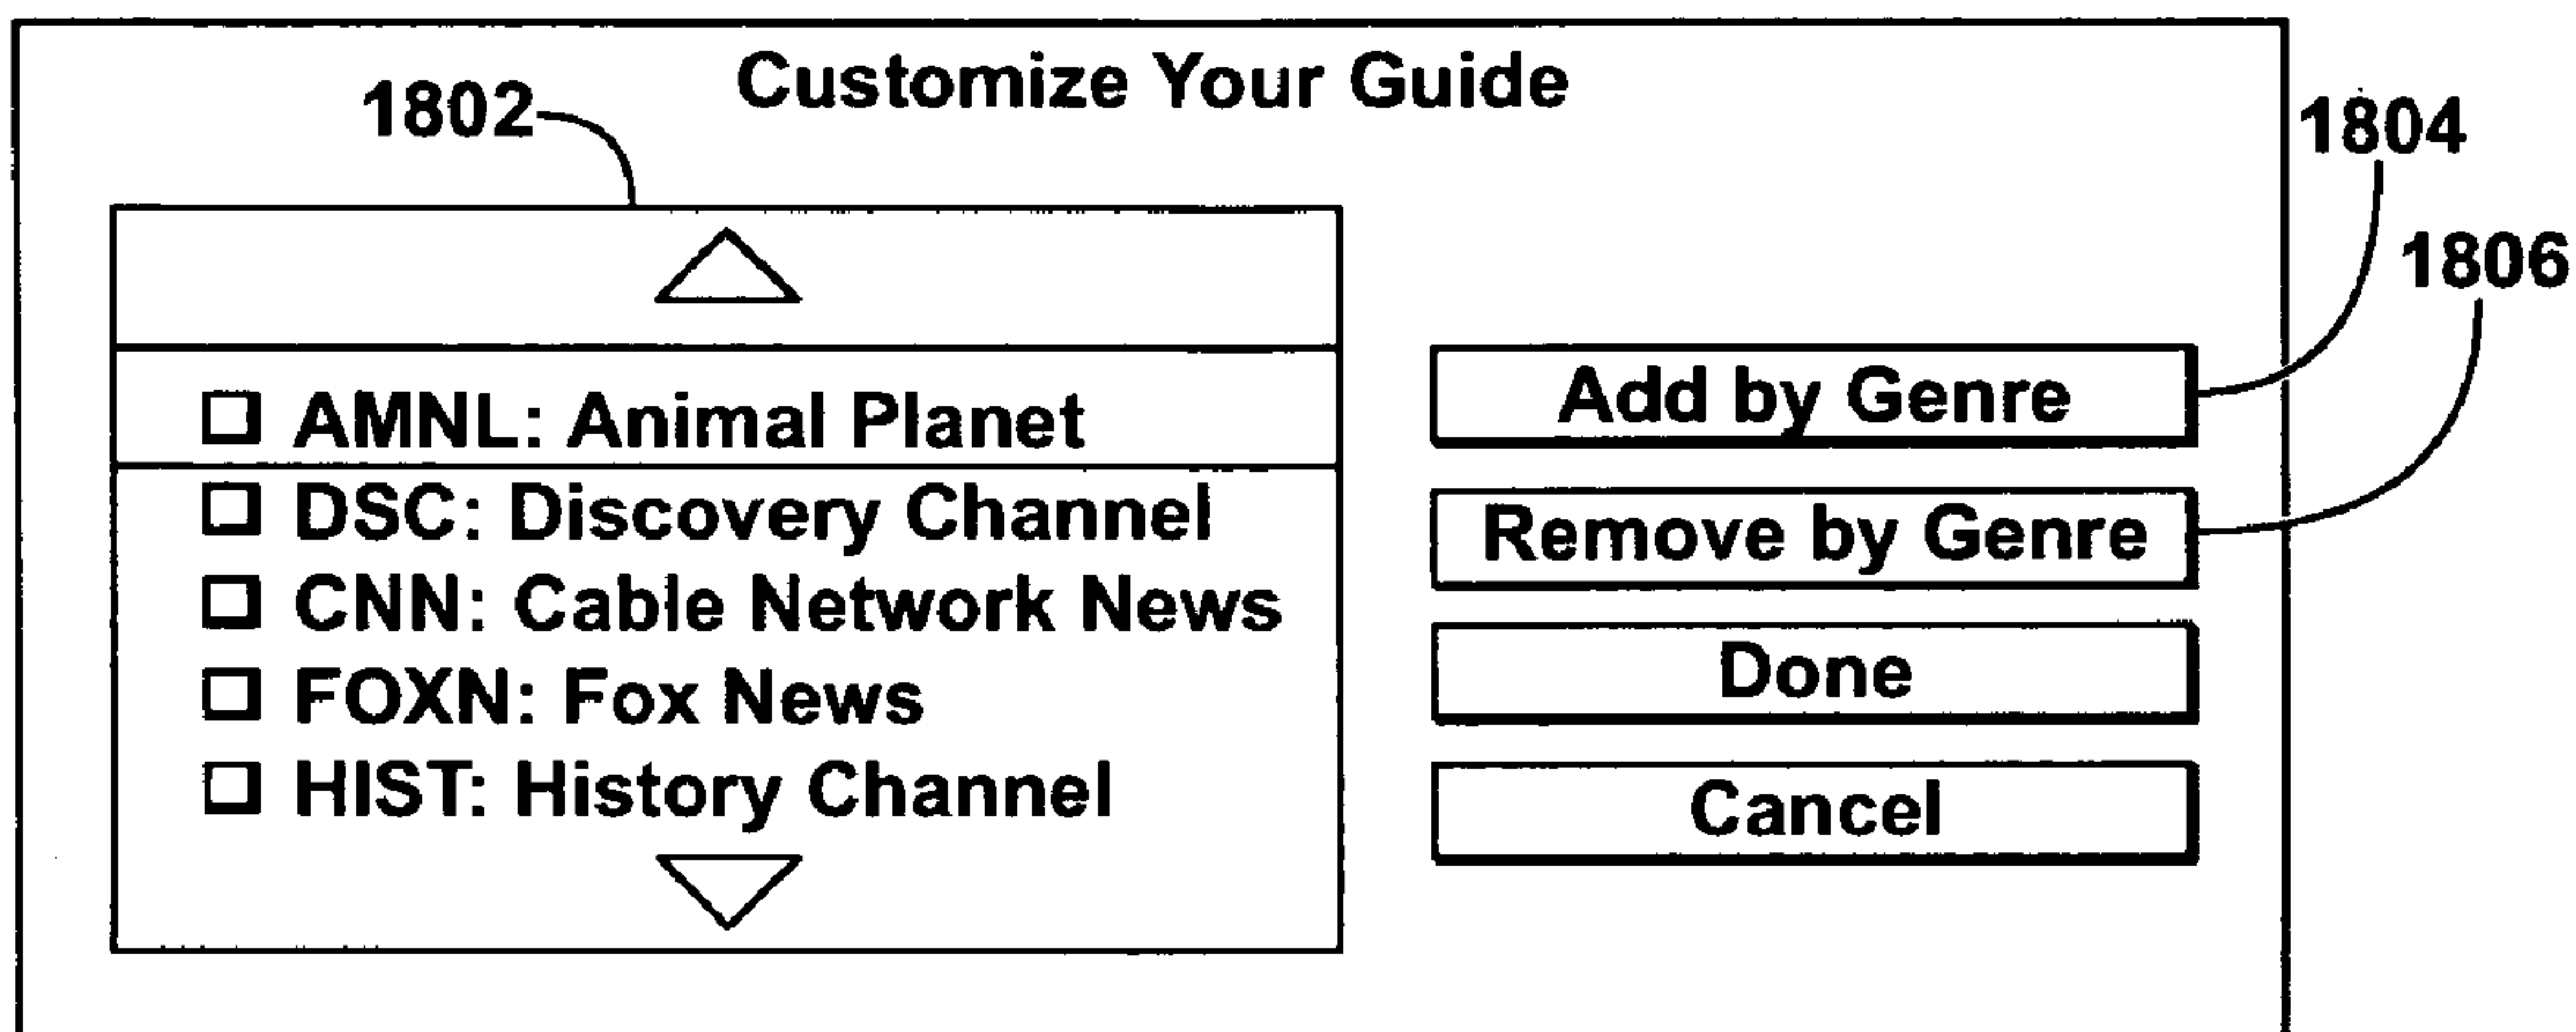 Customize Your Guide
1802
1804
1806
AMNL: Animal Planet
DSC: Discovery Channel
CNN: Cable Network News
FOXN: Fox News
HIST: History Channel
Add by Genre
Remove by Genre
Done
Cancel